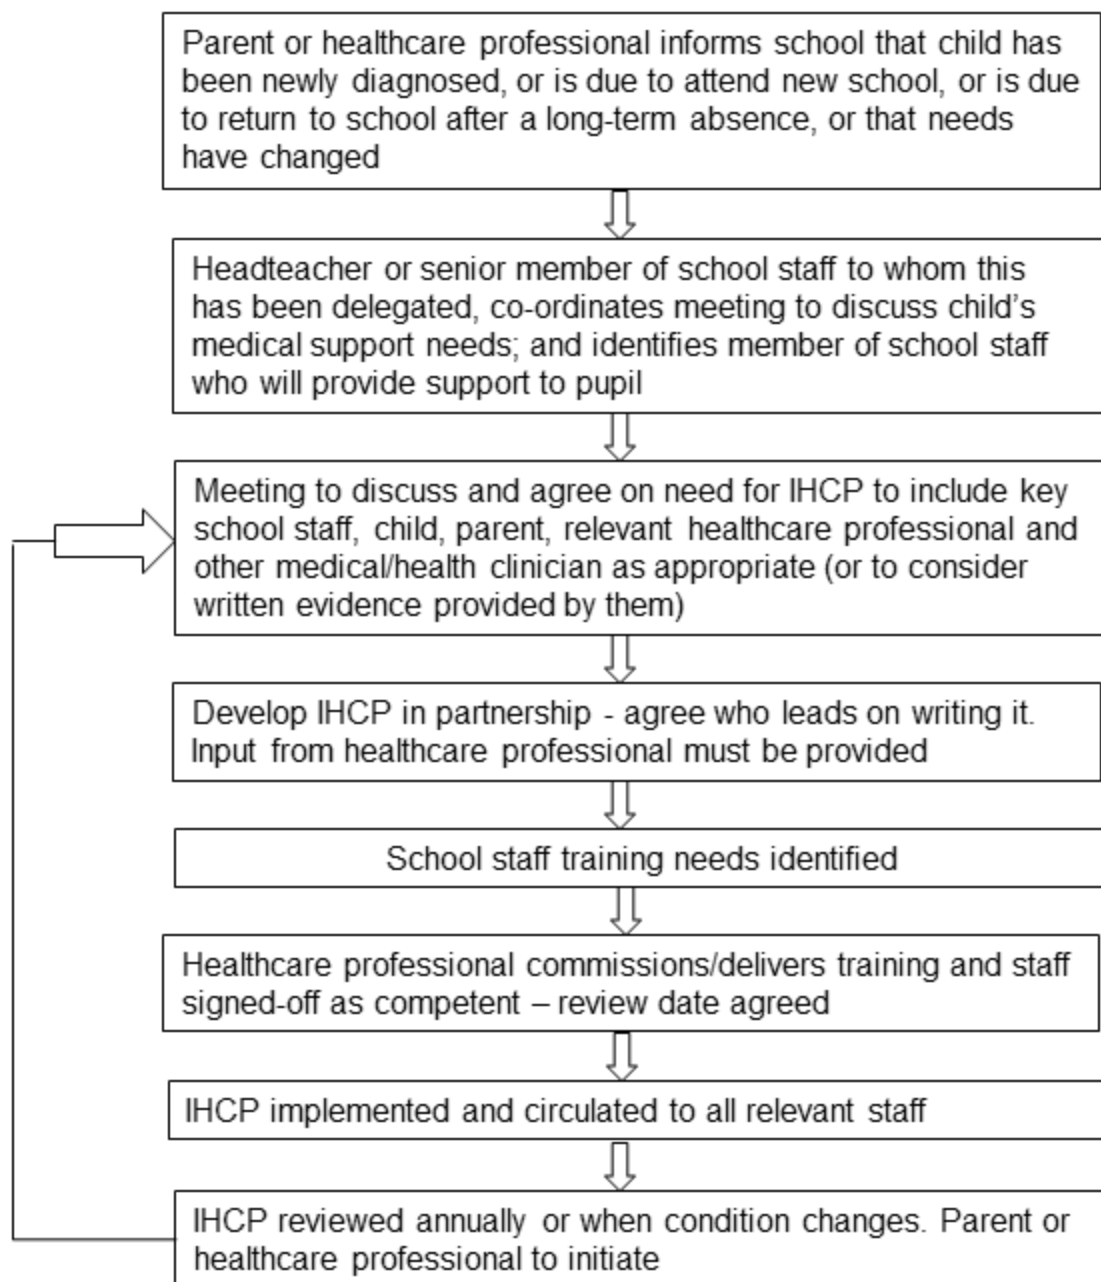 Parent or healthcare professional informs school that child has
been newly diagnosed, or is due to attend new school, or is due
to return to school after a long-term absence, or that needs
have changed
Headteacher or senior member of school staff to whom this
has been delegated, co-ordinates meeting to discuss child's
medical support needs; and identifies member of school staff
who will provide support to pupil
Meeting to discuss and agree on need for IHCP to include key
school staff, child, parent, relevant healthcare professional and
other medical/health clinician as appropriate (or to consider
written evidence provided by them)
Develop IHCP in partnership - agree who leads on writing it.
Input from healthcare professional must be provided
School staff training needs identified
Healthcare professional commissions/delivers training and staff
signed-off as competent – review date agreed
IHCP implemented and circulated to all relevant staff
IHCP reviewed annually or when condition changes. Parent or
healthcare professional to initiate